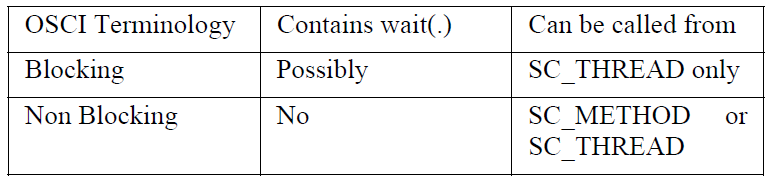 OSCI Terminology Contains wait(.) Can be called from
Blocking Possibly SC_THREAD only
Non Blocking No SC_METHOD or
SC_THREAD